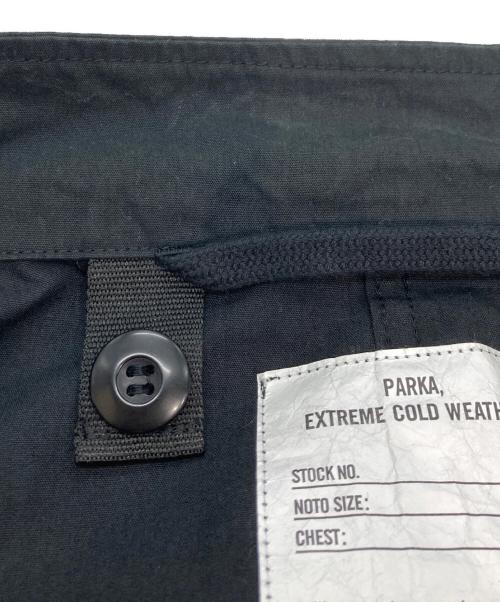 PARKA,
EXTREME COLD WEATH
STOCK NO.
NOTO SIZE:
CHEST: